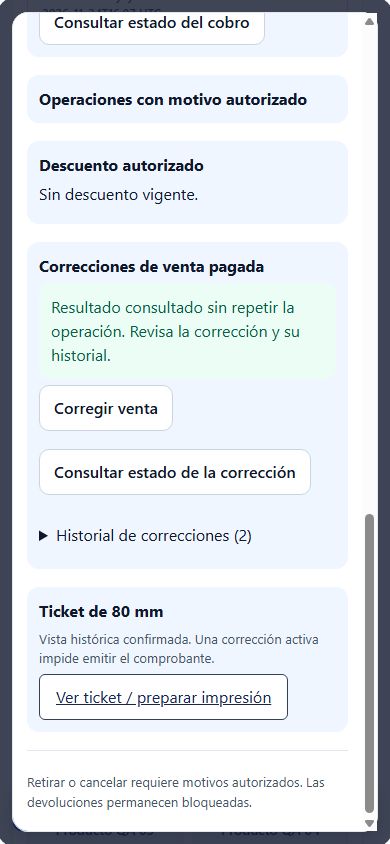 Consultar estado del cobro
Operaciones con motivo autorizado
Descuento autorizado
Sin descuento vigente.
Correcciones de venta pagada
Resultado consultado sin repetir la
operación. Revisa la corrección y su
historial.
Corregir venta
Consultar estado de la corrección
▶ Historial de correcciones (2)
Ticket de 80 mm
Vista histórica confirmada. Una corrección activa
impide emitir el comprobante.
Ver ticket / preparar impresión
Retirar o cancelar requiere motivos autorizados. Las
devoluciones permanecen bloqueadas.